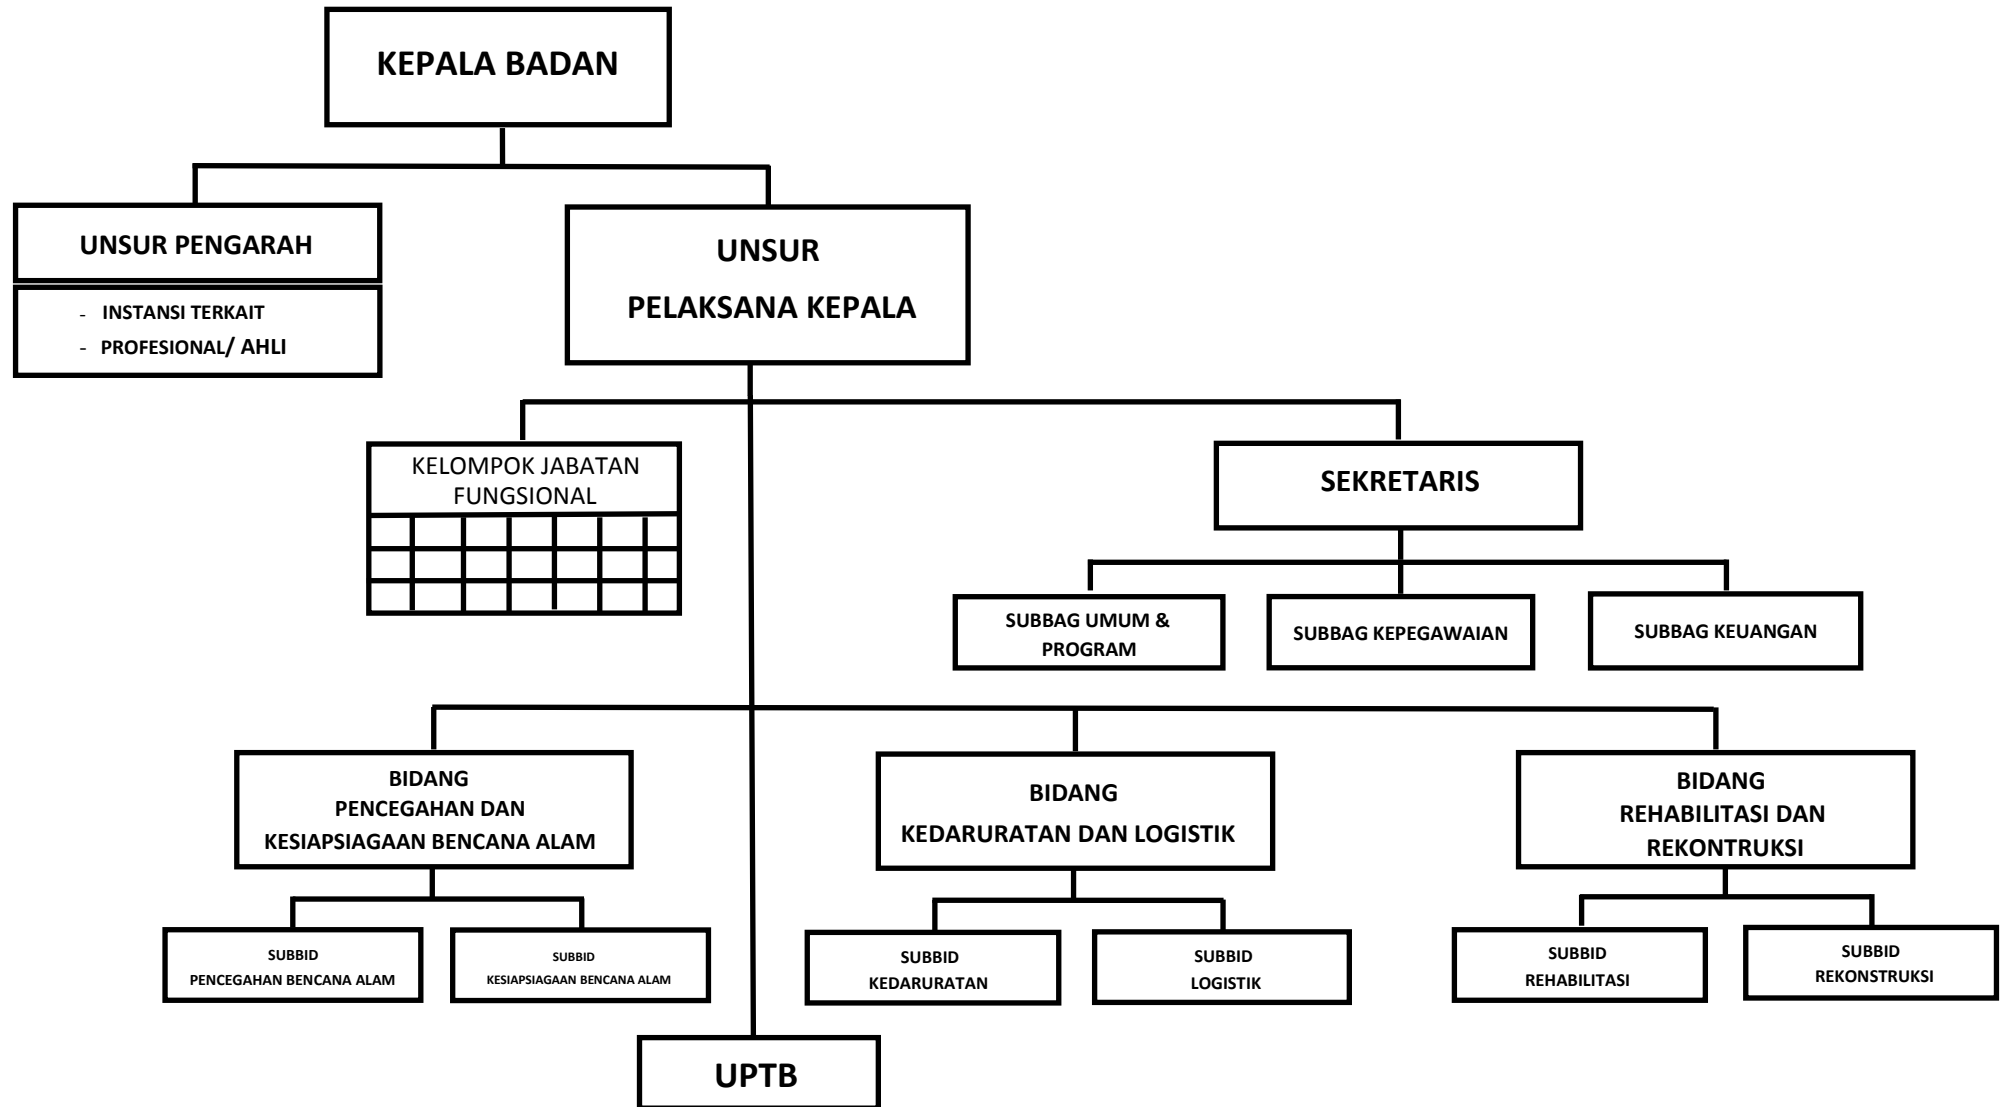 KEPALA BADAN
UNSUR PENGARAH
- INSTANSI TERKAIT
- PROFESIONAL/ AHLI
UNSUR
PELAKSANA KEPALA
KELOMPOK JABATAN
FUNGSIONAL
SEKRETARIS
SUBBAG UMUM &
PROGRAM
SUBBAG KEPEGAWAIAN
SUBBAG KEUANGAN
BIDANG
PENCEGAHAN DAN
KESIAPSIAGAAN BENCANA ALAM
BIDANG
KEDARURATAN DAN LOGISTIK
BIDANG
REHABILITASI DAN
REKONTRUKSI
SUBBID
PENCEGAHAN BENCANA ALAM
SUBBID
KESIAPSIAGAAN BENCANA ALAM
SUBBID
KEDARURATAN
SUBBID
LOGISTIK
SUBBID
REHABILITASI
SUBBID
REKONSTRUKSI
UPTB